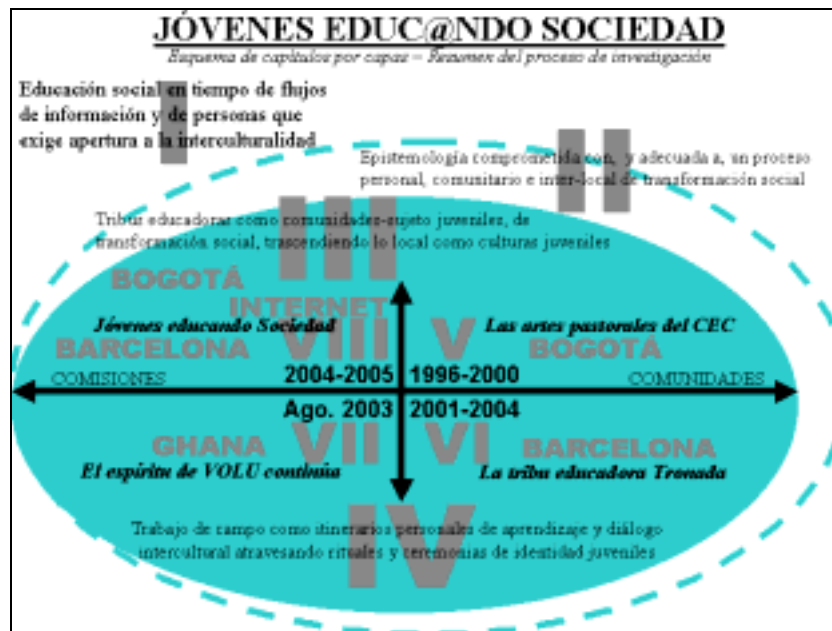 JÓVENES EDUC@NDO SOCIEDAD
Esquema de capítulos por capas – Resumen del proceso de investigación
I
Educación social en tiempo de flujos
de información y de personas que
exige apertura a la interculturalidad
II
Epistemología comprometida con, y adecuada a, un proceso
personal, comunitario e inter-local de transformación social
III
Tribus educadoras como comunidades-sujeto juveniles, de
transformación social, trascendiendo lo local como culturas juveniles
BOGOTÁ
INTERNET
Jóvenes educando Sociedad
BARCELONA VIII
COMISIONES 2004-2005
Las artes pastorales del CEC
V BOGOTÁ
1996-2000 COMUNIDADES
Ago. 2003
GHANA VII
El espíritu de VOLU continúa
2001-2004
VI BARCELONA
La tribu educadora Tronada
IV
Trabajo de campo como itinerarios personales de aprendizaje y diálogo
intercultural atravesando rituales y ceremonias de identidad juveniles